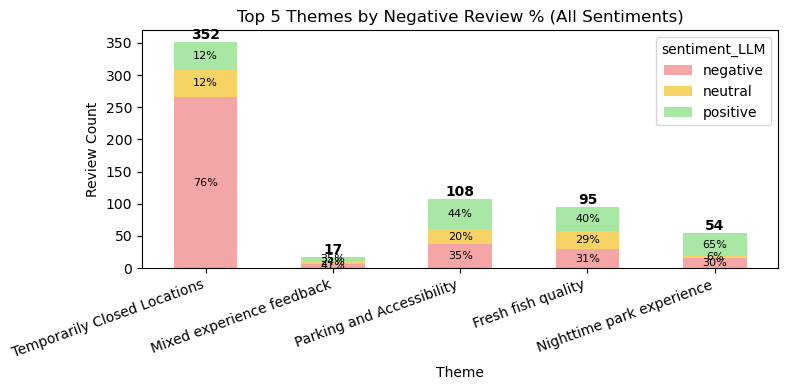 Top 5 Themes by Negative Review % (All Sentiments)
Review Count
350
300
250
200
150
100
50
0
352
12%
12%
76%
17
41%
108
44%
20%
35%
95
40%
29%
31%
54
65%
6%
30%
sentiment_LLM
negative
neutral
positive
Temporarily Closed Locations
Mixed experience feedback
Parking and Accessibility
Fresh fish quality
Nighttime park experience
Theme